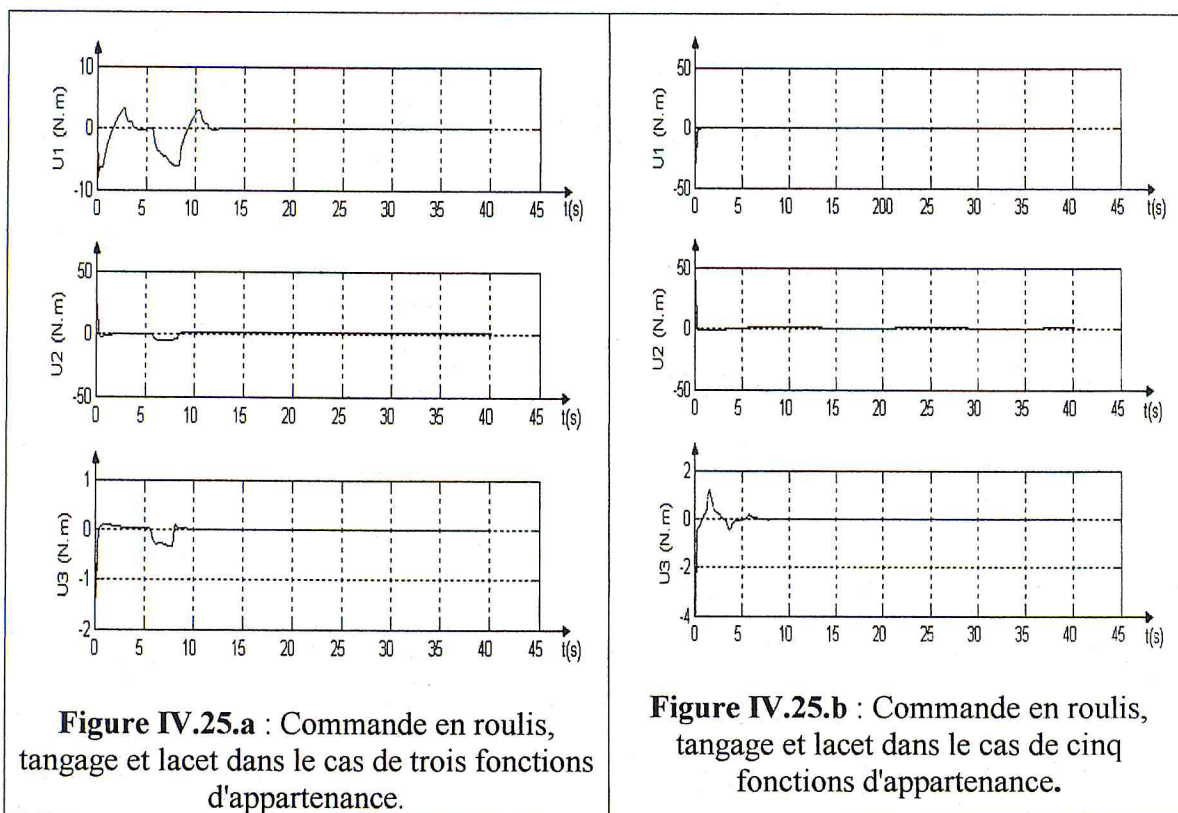 10
0
-10
U1 (N.m)
0 5 10 15 20 25 30 35 40 45 t(s)
50
0
-50
U2 (N.m)
0 5 10 15 20 25 30 35 40 45 t(s)
1
0
-1
-2
U3 (N.m)
0 5 10 15 20 25 30 35 40 45 t(s)
Figure IV.25.a : Commande en roulis,
tangage et lacet dans le cas de trois fonctions
d'appartenance.
50
0
-50
U1 (N.m)
0 5 10 15 200 25 30 35 40 45 t(s)
50
0
-50
U2 (N.m)
0 5 10 15 20 25 30 35 40 45 t(s)
2
0
-2
-4
U3 (N.m)
0 5 10 15 20 25 30 35 40 45 t(s)
Figure IV.25.b : Commande en roulis,
tangage et lacet dans le cas de cinq
fonctions d'appartenance.